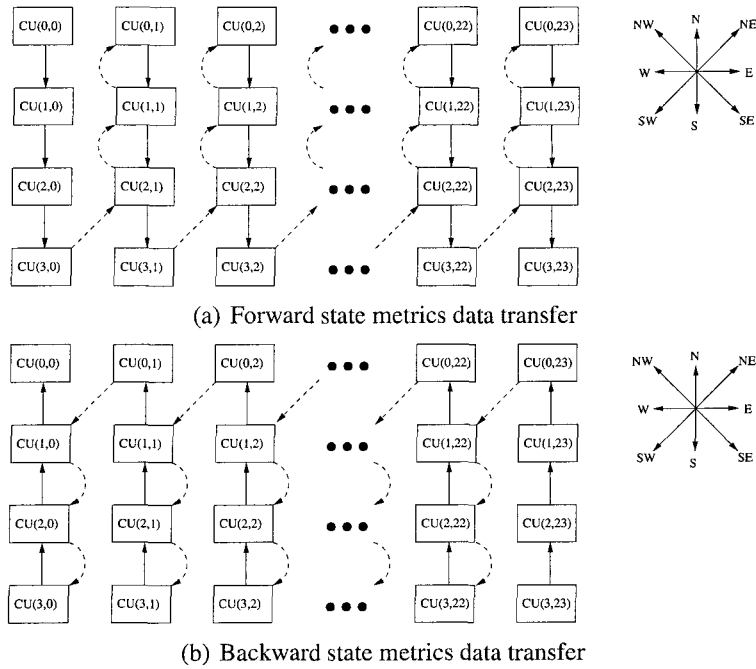 CU(0,0) CU(0,1) CU(0,2) CU(0,22) CU(0,23)
CU(1,0) CU(1,1) CU(1,2) CU(1,22) CU(1,23)
CU(2,0) CU(2,1) CU(2,2) CU(2,22) CU(2,23)
CU(3,0) CU(3,1) CU(3,2) CU(3,22) CU(3,23)
N
NW NE
W E
SW SE
S
(a) Forward state metrics data transfer
CU(0,0) CU(0,1) CU(0,2) CU(0,22) CU(0,23)
CU(1,0) CU(1,1) CU(1,2) CU(1,22) CU(1,23)
CU(2,0) CU(2,1) CU(2,2) CU(2,22) CU(2,23)
CU(3,0) CU(3,1) CU(3,2) CU(3,22) CU(3,23)
N
NW NE
W E
SW SE
S
(b) Backward state metrics data transfer